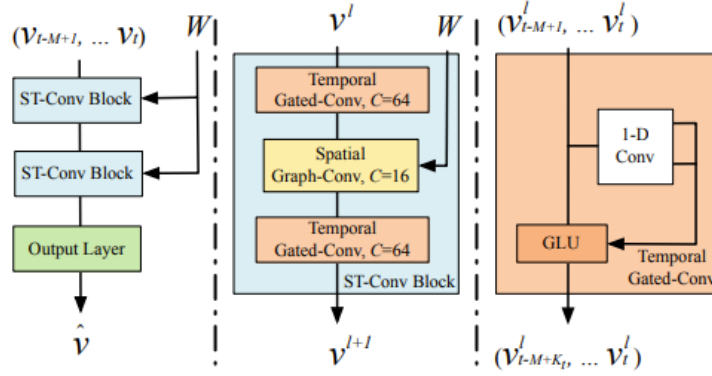 (v_{t-M+1}, ... v_t)
W
ST-Conv Block
ST-Conv Block
Output Layer
v̂
v^l
W
Temporal
Gated-Conv, C=64
Spatial
Graph-Conv, C=16
Temporal
Gated-Conv, C=64
ST-Conv Block
v^{l+1}
(v^l_{t-M+1}, ... v^l_t)
1-D
Conv
GLU
Temporal
Gated-Conv
(v^l_{t-M+K_t}, ... v^l_t)